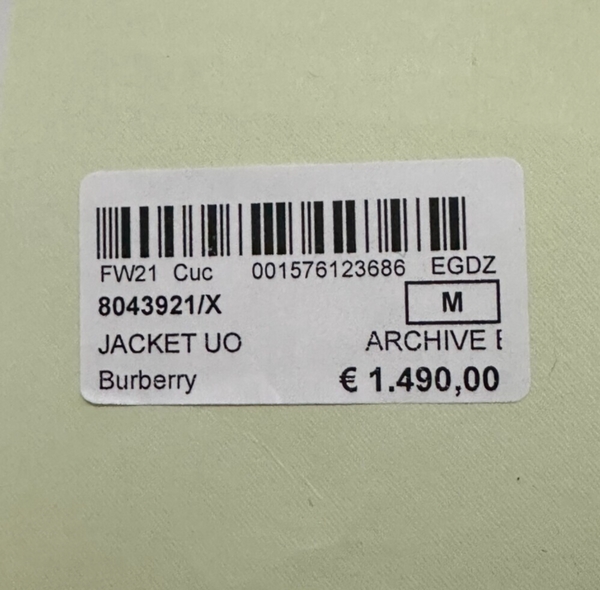 FW21 Cuc 001576123686 EGDZ
8043921/X M
JACKET UO ARCHIVE
Burberry € 1.490,00